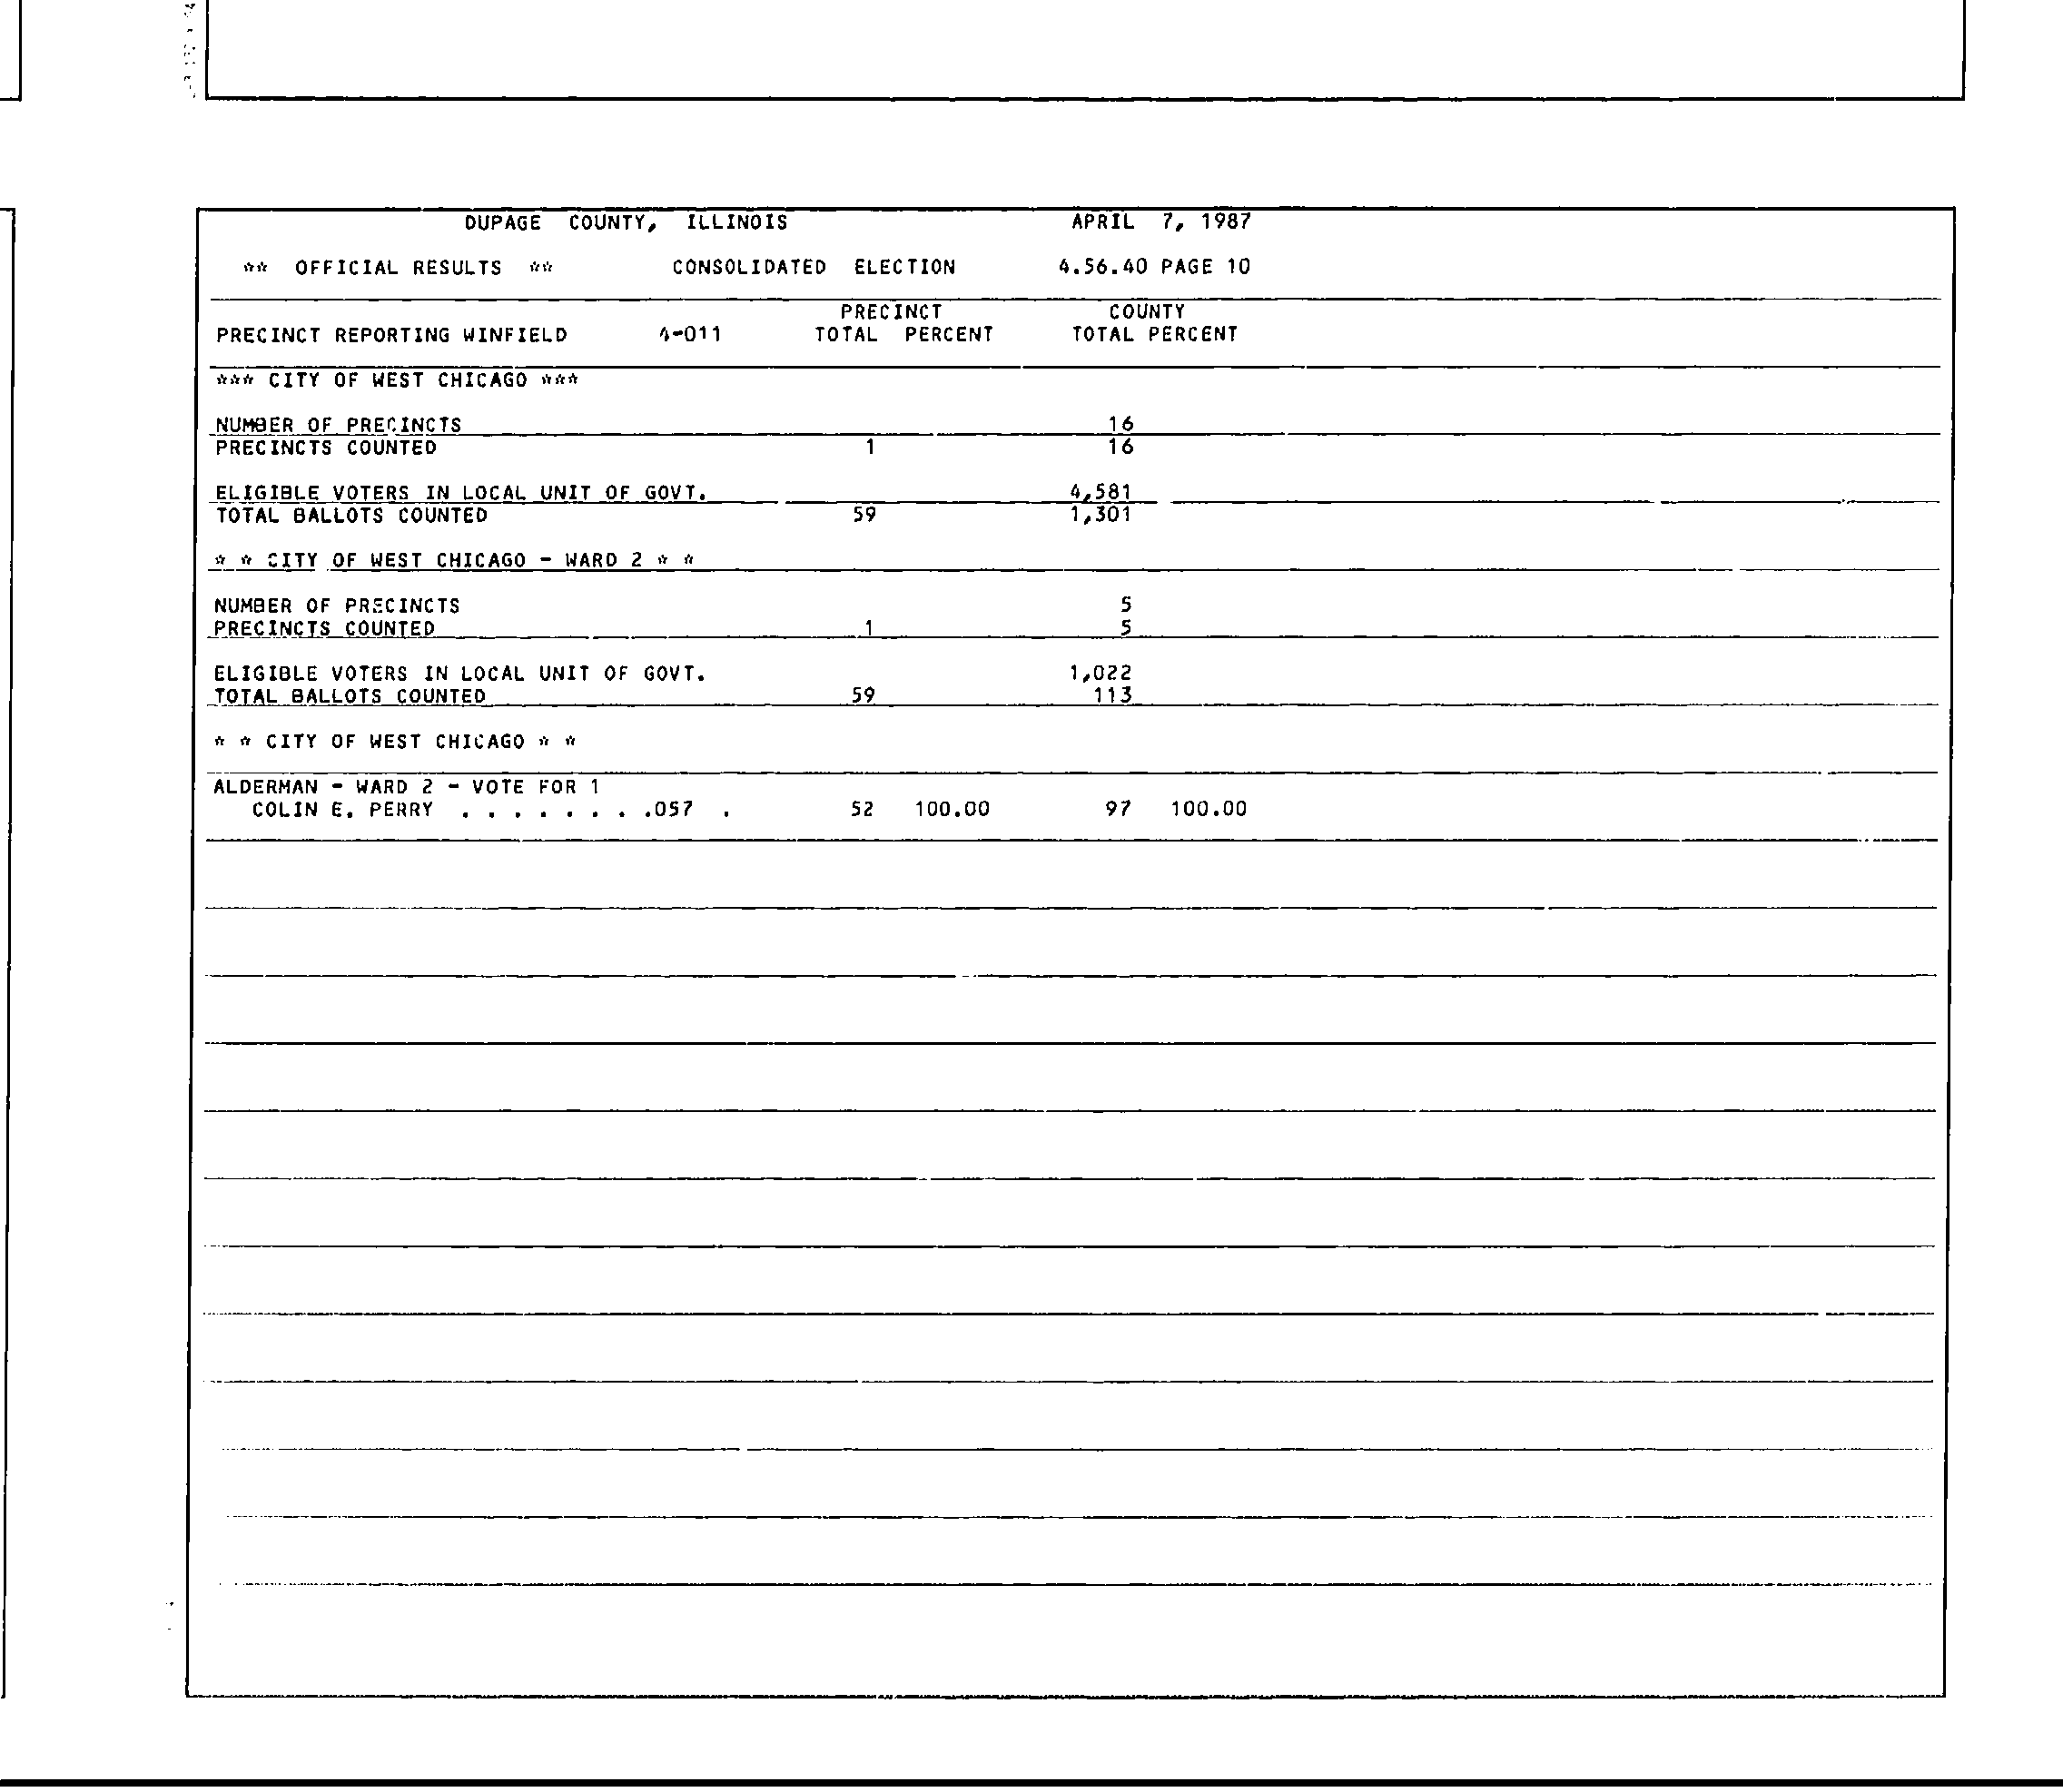 DUPAGE COUNTY, ILLINOIS APRIL 7, 1987
** OFFICIAL RESULTS ** CONSOLIDATED ELECTION 4.56.40 PAGE 10
PRECINCT COUNTY
PRECINCT REPORTING WINFIELD 4-011 TOTAL PERCENT TOTAL PERCENT
*** CITY OF WEST CHICAGO ***
NUMBER OF PRECINCTS 16
PRECINCTS COUNTED 1 16
ELIGIBLE VOTERS IN LOCAL UNIT OF GOVT. 4,581
TOTAL BALLOTS COUNTED 59 1,301
* * CITY OF WEST CHICAGO - WARD 2 * *
NUMBER OF PRECINCTS 5
PRECINCTS COUNTED 1 5
ELIGIBLE VOTERS IN LOCAL UNIT OF GOVT. 1,022
TOTAL BALLOTS COUNTED 59 113
* * CITY OF WEST CHICAGO * *
ALDERMAN - WARD 2 - VOTE FOR 1
COLIN E. PERRY . . . . . . . .057 . 52 100.00 97 100.00